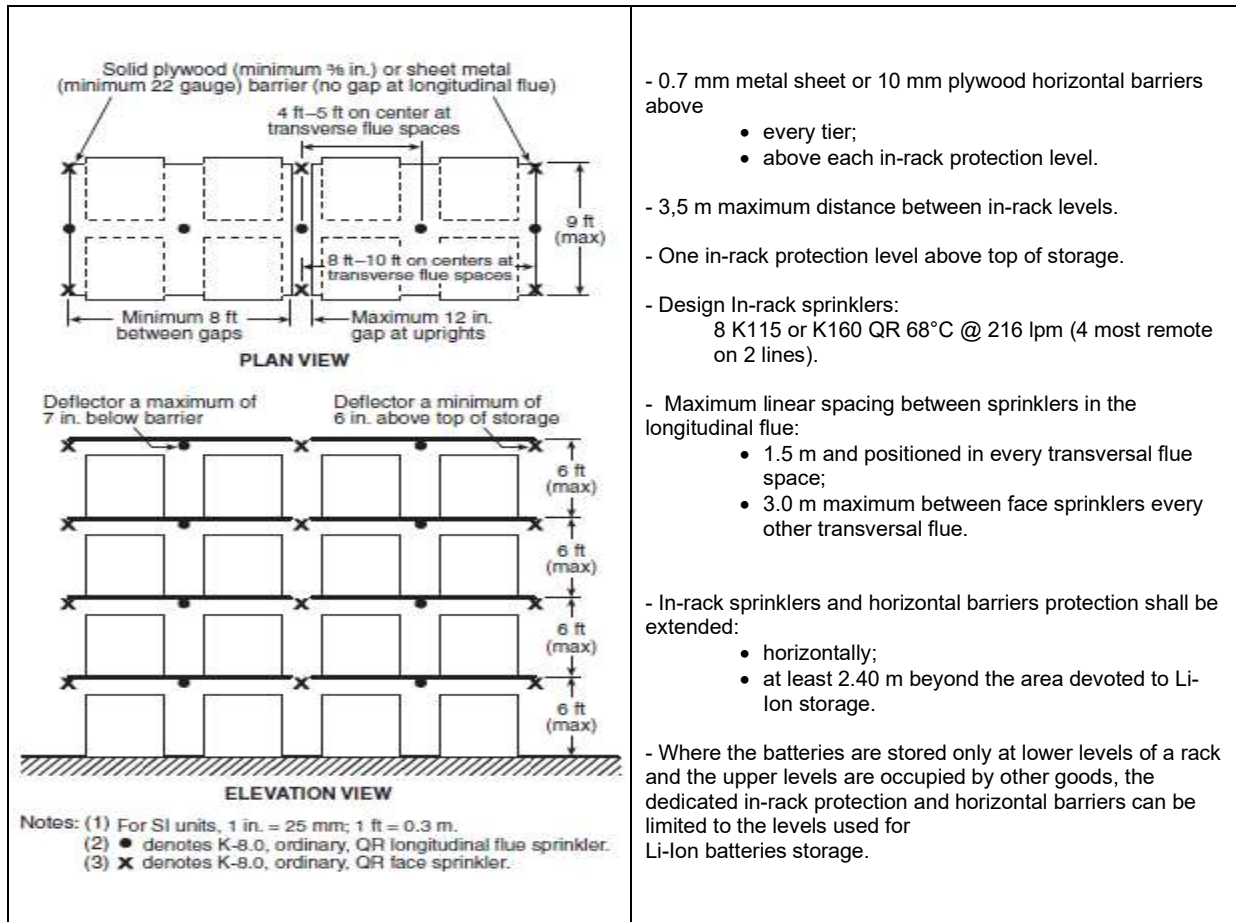 Solid plywood (minimum ⅜ in.) or sheet metal
(minimum 22 gauge) barrier (no gap at longitudinal flue)
4 ft–5 ft on center at
transverse flue spaces
9 ft
(max)
8 ft–10 ft on centers at
transverse flue spaces
Minimum 8 ft
between gaps
Maximum 12 in.
gap at uprights
PLAN VIEW
Deflector a maximum of
7 in. below barrier
Deflector a minimum of
6 in. above top of storage
6 ft
(max)
6 ft
(max)
6 ft
(max)
6 ft
(max)
ELEVATION VIEW
Notes: (1) For SI units, 1 in. = 25 mm; 1 ft = 0.3 m.
(2) ● denotes K-8.0, ordinary, QR longitudinal flue sprinkler.
(3) X denotes K-8.0, ordinary, QR face sprinkler.
- 0.7 mm metal sheet or 10 mm plywood horizontal barriers
above
• every tier;
• above each in-rack protection level.
- 3,5 m maximum distance between in-rack levels.
- One in-rack protection level above top of storage.
- Design In-rack sprinklers:
8 K115 or K160 QR 68°C @ 216 lpm (4 most remote
on 2 lines).
- Maximum linear spacing between sprinklers in the
longitudinal flue:
• 1.5 m and positioned in every transversal flue
space;
• 3.0 m maximum between face sprinklers every
other transversal flue.
- In-rack sprinklers and horizontal barriers protection shall be
extended:
• horizontally;
• at least 2.40 m beyond the area devoted to Li-
Ion storage.
- Where the batteries are stored only at lower levels of a rack
and the upper levels are occupied by other goods, the
dedicated in-rack protection and horizontal barriers can be
limited to the levels used for
Li-Ion batteries storage.